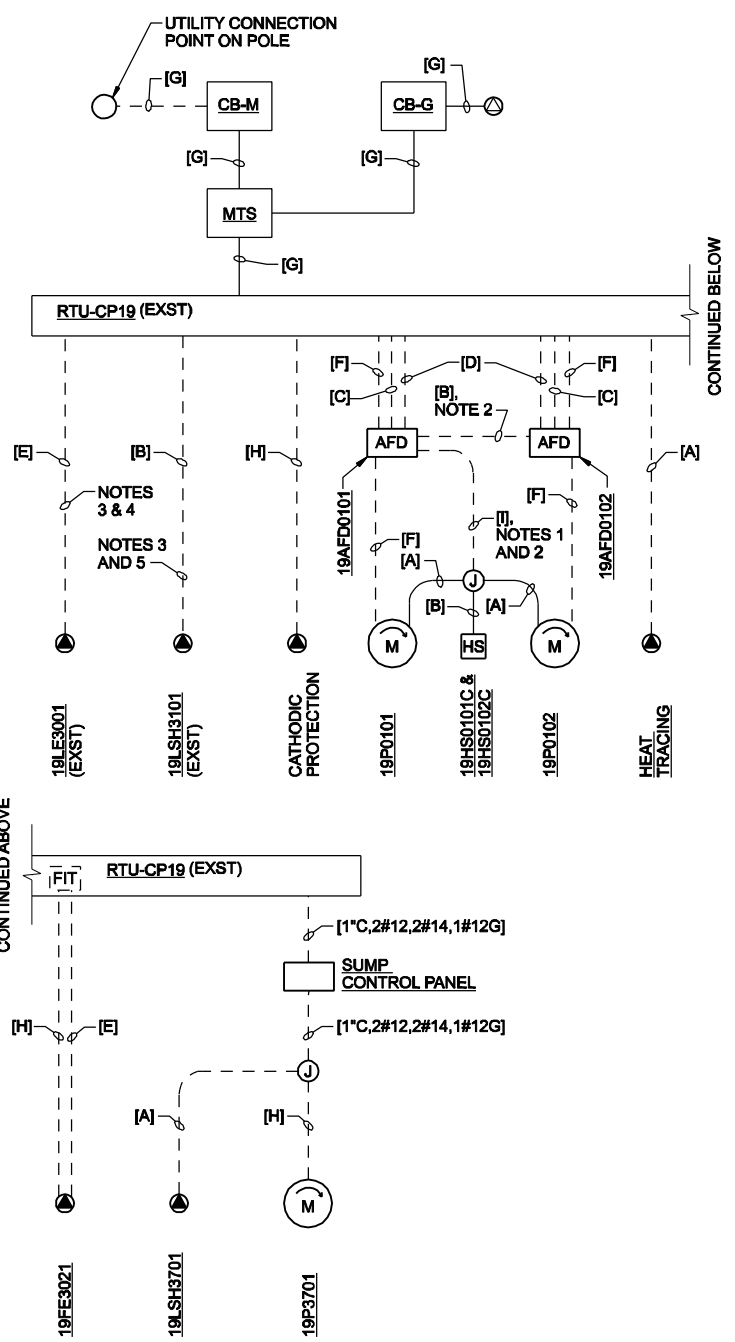 UTILITY CONNECTION
POINT ON POLE
[G]
[G]
CB-M
CB-G
[G]
[G]
MTS
[G]
RTU-CP19 (EXST)
CONTINUED BELOW
[F]
[D]
[F]
[C]
[B],
NOTE 2
[C]
AFD
AFD
[E]
[B]
[H]
[A]
19AFD0101
19AFD0102
NOTES
3 & 4
[F]
[I],
NOTES 1
AND 2
NOTES 3
AND 5
[F]
[A]
J
[B]
[A]
M
HS
M
19LE3001
(EXST)
19LSH3101
(EXST)
CATHODIC
PROTECTION
19P0101
19HS0101C &
19HS0102C
19P0102
HEAT
TRACING
CONTINUED ABOVE
FIT
RTU-CP19 (EXST)
[1"C,2#12,2#14,1#12G]
SUMP
CONTROL PANEL
[H]
[E]
[1"C,2#12,2#14,1#12G]
J
[A]
[H]
M
19FE3021
19LSH3701
19P3701